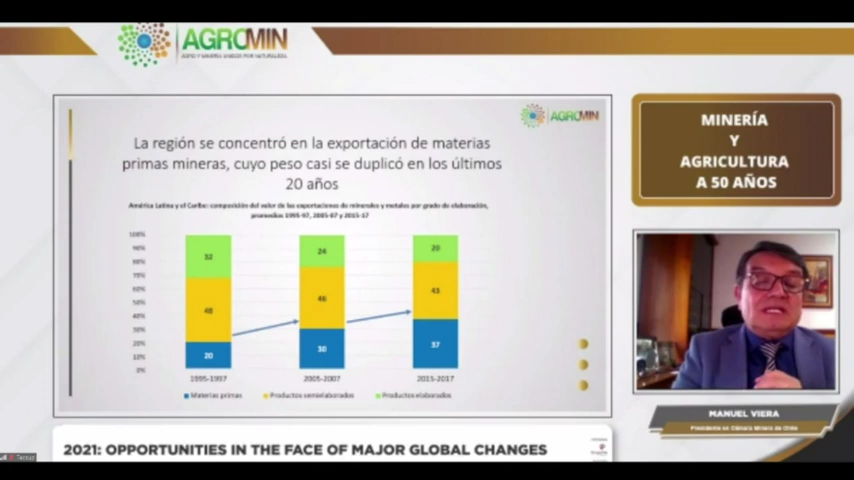 AGROMIN
AGRO Y MINERÍA UNIDOS POR NATURALEZA
AGROMIN
La región se concentró en la exportación de materias
primas mineras, cuyo peso casi se duplicó en los últimos
20 años
América Latina y el Caribe: composición del valor de las exportaciones de minerales y metales por grado de elaboración,
promedios 1995-97, 2005-07 y 2015-17
100%
90%
80%
70%
60%
50%
40%
30%
20%
10%
0%
32 24 20
48 46 43
20 30 37
1995-1997 2005-2007 2015-2017
Materias primas Productos semielaborados Productos elaborados
MINERÍA
Y
AGRICULTURA
A 50 AÑOS
MANUEL VIERA
Presidente en Cámara Minera de Chile
2021: OPPORTUNITIES IN THE FACE OF MAJOR GLOBAL CHANGES